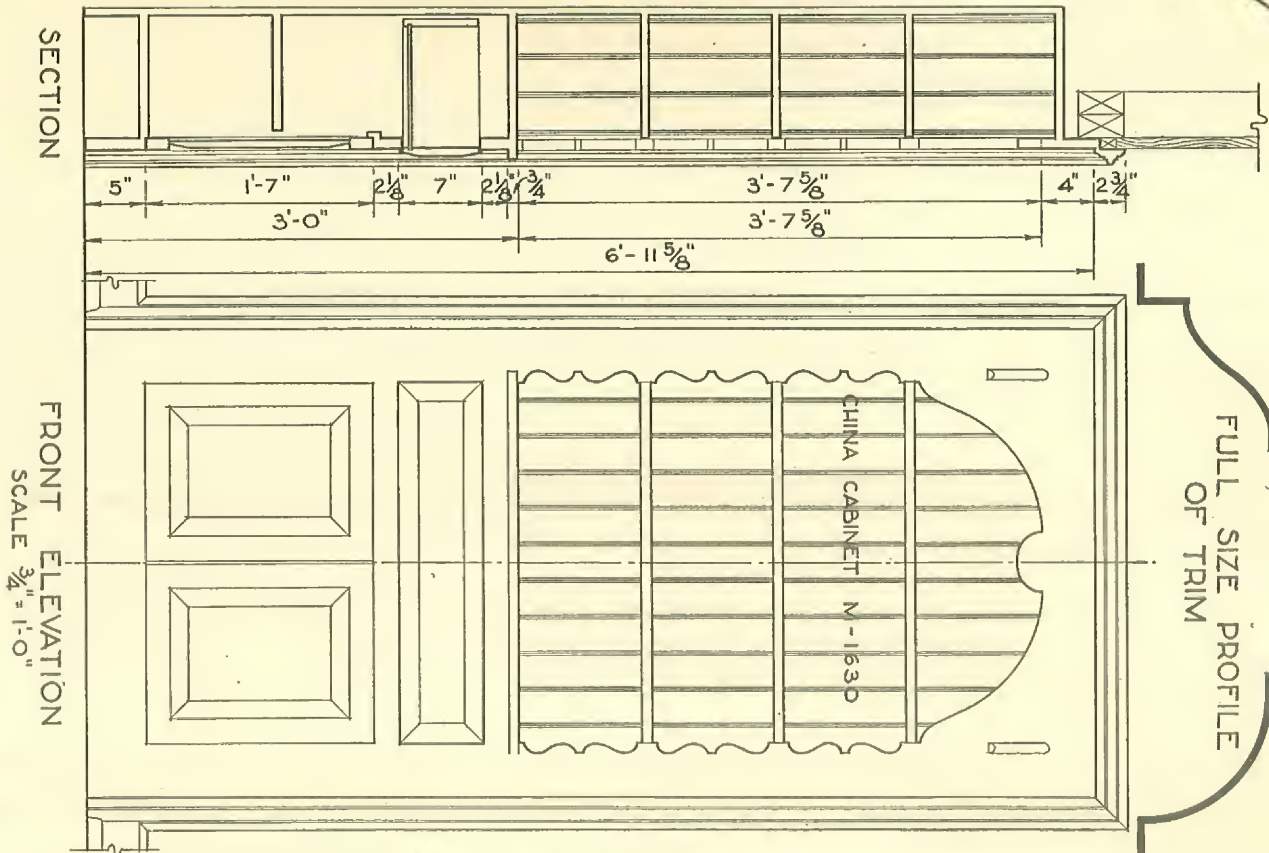 SECTION
5" 1'-7" 2 1/8" 7" 2 1/8" 3/4" 3'-7 5/8" 4" 2 3/4"
3'-0" 3'-7 5/8"
6'-11 5/8"
CHINA CABINET M-1630
FRONT ELEVATION
SCALE 3/4" = 1'-0"
FULL SIZE PROFILE
OF TRIM